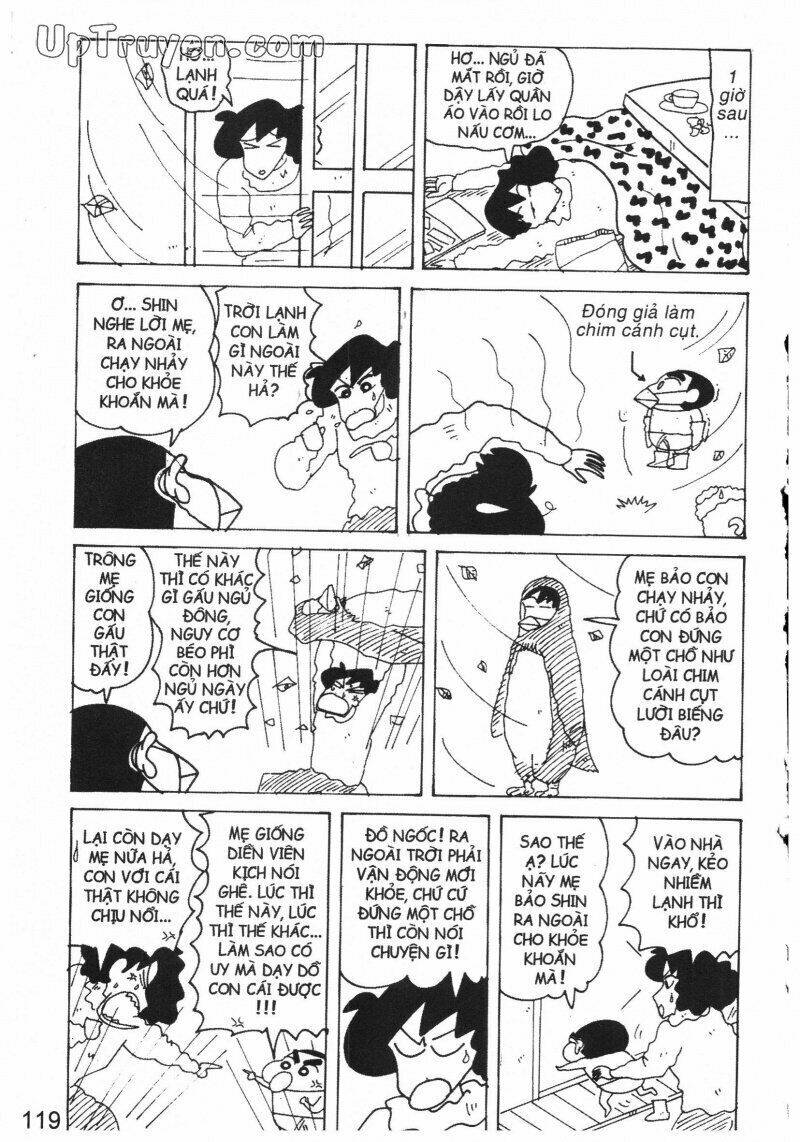 UpTruyen.com
1
giờ
sau
...
HƠ... NGỦ ĐÃ
MẮT RỒI, GIỜ
DẬY LẤY QUẦN
ÁO VÀO RỒI LO
NẤU CƠM...
HƠ...
LẠNH
QUÁ!
Đóng giả làm
chim cánh cụt.
TRỜI LẠNH
CON LÀM
GÌ NGOÀI
NÀY THẾ
HẢ?
Ơ... SHIN
NGHE LỜI MẸ,
RA NGOÀI
CHẠY NHẢY
CHO KHỎE
KHOẮN MÀ!
MẸ BẢO CON
CHẠY NHẢY,
CHỨ CÓ BẢO
CON ĐỨNG
MỘT CHỖ NHƯ
LOÀI CHIM
CÁNH CỤT
LƯỜI BIẾNG
ĐÂU?
THẾ NÀY
THÌ CÓ KHÁC
GÌ GẤU NGỦ
ĐÔNG,
NGUY CƠ
BÉO PHÌ
CÒN HƠN
NGỦ NGÀY
ẤY CHỨ!
TRÔNG
MẸ
GIỐNG
CON
GẤU
THẬT
ĐẤY!
VÀO NHÀ
NGAY, KẺO
NHIỄM
LẠNH THÌ
KHỔ!
SAO THẾ
Ạ? LÚC
NÃY MẸ
BẢO SHIN
RA NGOÀI
CHO KHỎE
KHOẮN
MÀ!
ĐỒ NGỐC! RA
NGOÀI TRỜI PHẢI
VẬN ĐỘNG MỚI
KHỎE, CHỨ CỨ
ĐỨNG MỘT CHỖ
THÌ CÒN NÓI
CHUYỆN GÌ!
MẸ GIỐNG
DIỄN VIÊN
KỊCH NÓI
GHÊ. LÚC THÌ
THẾ NÀY, LÚC
THÌ THẾ KHÁC...
LÀM SAO CÓ
UY MÀ DẠY DỖ
CON CÁI ĐƯỢC
!!!
LẠI CÒN DẠY
MẸ NỮA HẢ,
CON VỚI CÁI
THẬT KHÔNG
CHỊU NỔI...
119